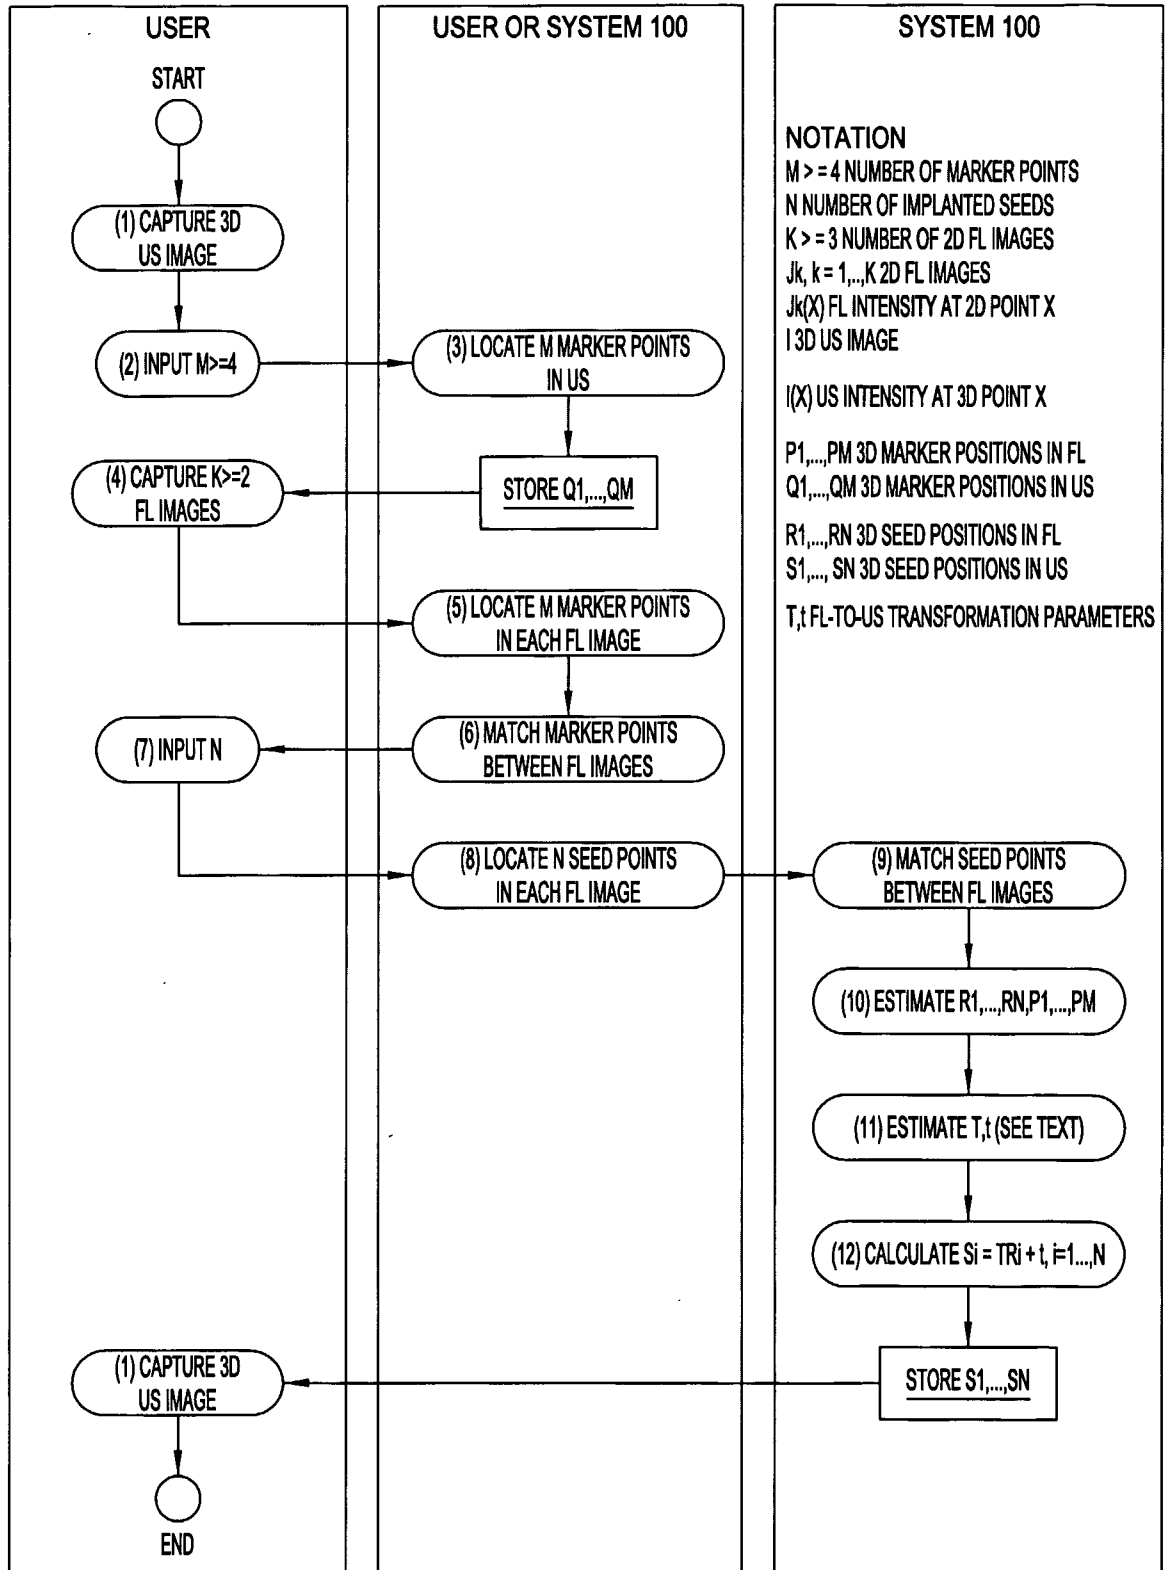 USER
START
(1) CAPTURE 3D
US IMAGE
(2) INPUT M>=4
(4) CAPTURE K>=2
FL IMAGES
(7) INPUT N
(1) CAPTURE 3D
US IMAGE
END
USER OR SYSTEM 100
(3) LOCATE M MARKER POINTS
IN US
STORE Q1,...,QM
(5) LOCATE M MARKER POINTS
IN EACH FL IMAGE
(6) MATCH MARKER POINTS
BETWEEN FL IMAGES
(8) LOCATE N SEED POINTS
IN EACH FL IMAGE
SYSTEM 100
NOTATION
M > = 4 NUMBER OF MARKER POINTS
N NUMBER OF IMPLANTED SEEDS
K > = 3 NUMBER OF 2D FL IMAGES
Jk, k = 1,..,K 2D FL IMAGES
Jk(X) FL INTENSITY AT 2D POINT X
I 3D US IMAGE
I(X) US INTENSITY AT 3D POINT X
P1,...,PM 3D MARKER POSITIONS IN FL
Q1,...,QM 3D MARKER POSITIONS IN US
R1,...,RN 3D SEED POSITIONS IN FL
S1,..., SN 3D SEED POSITIONS IN US
T,t FL-TO-US TRANSFORMATION PARAMETERS
(9) MATCH SEED POINTS
BETWEEN FL IMAGES
(10) ESTIMATE R1,...,RN,P1,...,PM
(11) ESTIMATE T,t (SEE TEXT)
(12) CALCULATE Si = TRi + t, i=1...,N
STORE S1,...,SN